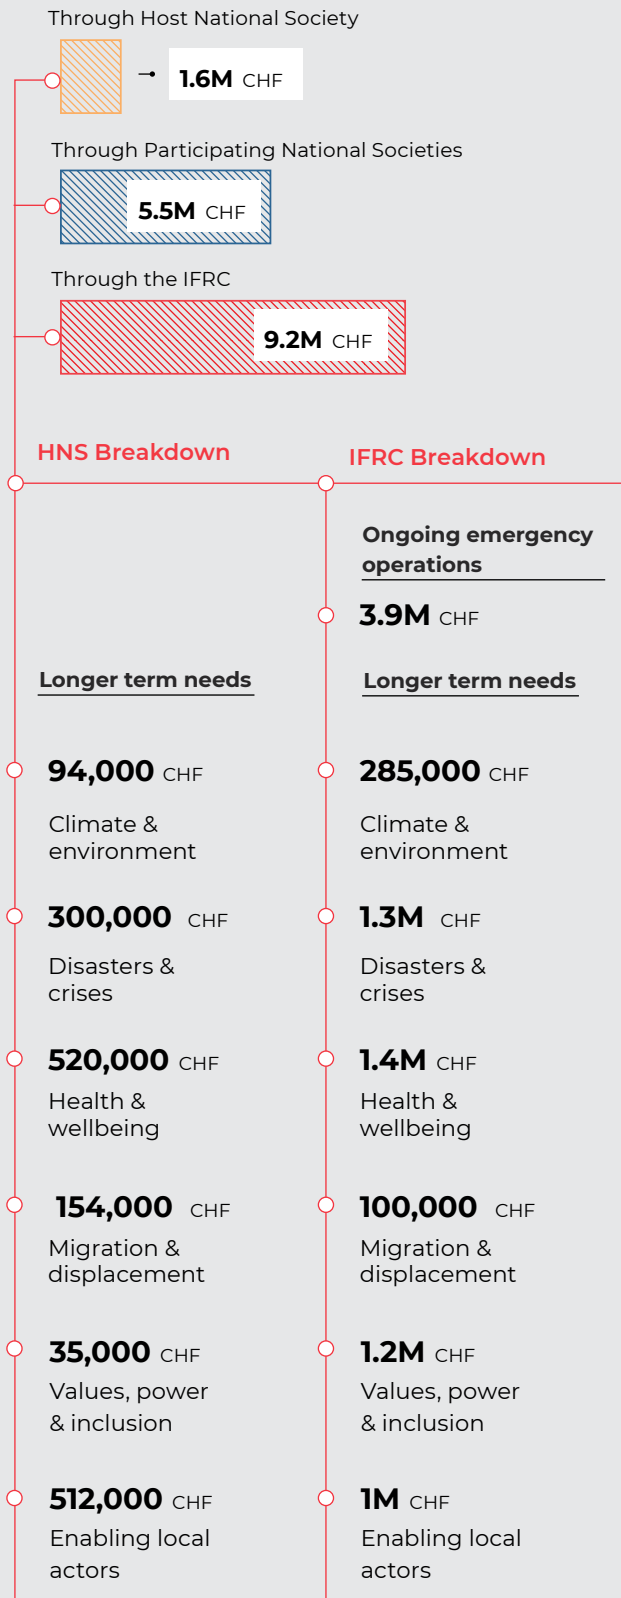 Through Host National Society
1.6M CHF
Through Participating National Societies
5.5M CHF
Through the IFRC
9.2M CHF
HNS Breakdown
Longer term needs
94,000 CHF
Climate &
environment
300,000 CHF
Disasters &
crises
520,000 CHF
Health &
wellbeing
154,000 CHF
Migration &
displacement
35,000 CHF
Values, power
& inclusion
512,000 CHF
Enabling local
actors
IFRC Breakdown
Ongoing emergency
operations
3.9M CHF
Longer term needs
285,000 CHF
Climate &
environment
1.3M CHF
Disasters &
crises
1.4M CHF
Health &
wellbeing
100,000 CHF
Migration &
displacement
1.2M CHF
Values, power
& inclusion
1M CHF
Enabling local
actors